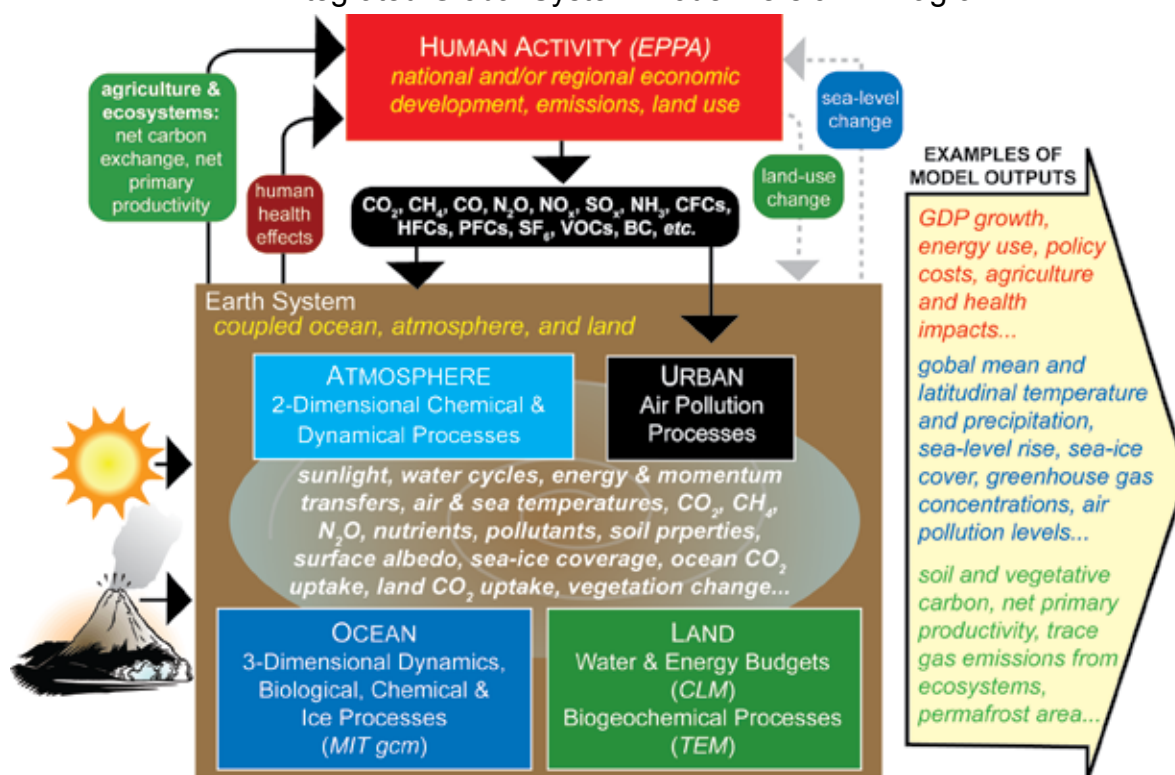 HUMAN ACTIVITY (EPPA)
national and/or regional economic
development, emissions, land use
agriculture &
ecosystems:
net carbon
exchange, net
primary
productivity
human
health
effects
sea-level
change
land-use
change
CO₂, CH₄, CO, N₂O, NOₓ, SOₓ, NH₃, CFCs,
HFCs, PFCs, SF₆, VOCs, BC, etc.
Earth System
coupled ocean, atmosphere, and land
ATMOSPHERE
2-Dimensional Chemical &
Dynamical Processes
URBAN
Air Pollution
Processes
sunlight, water cycles, energy & momentum
transfers, air & sea temperatures, CO₂, CH₄,
N₂O, nutrients, pollutants, soil prperties,
surface albedo, sea-ice coverage, ocean CO₂
uptake, land CO₂ uptake, vegetation change...
OCEAN
3-Dimensional Dynamics,
Biological, Chemical &
Ice Processes
(MIT gcm)
LAND
Water & Energy Budgets
(CLM)
Biogeochemical Processes
(TEM)
EXAMPLES OF
MODEL OUTPUTS
GDP growth,
energy use, policy
costs, agriculture
and health
impacts...
gobal mean and
latitudinal temperature
and precipitation,
sea-level rise, sea-ice
cover, greenhouse gas
concentrations, air
pollution levels...
soil and vegetative
carbon, net primary
productivity, trace
gas emissions from
ecosystems,
permafrost area...